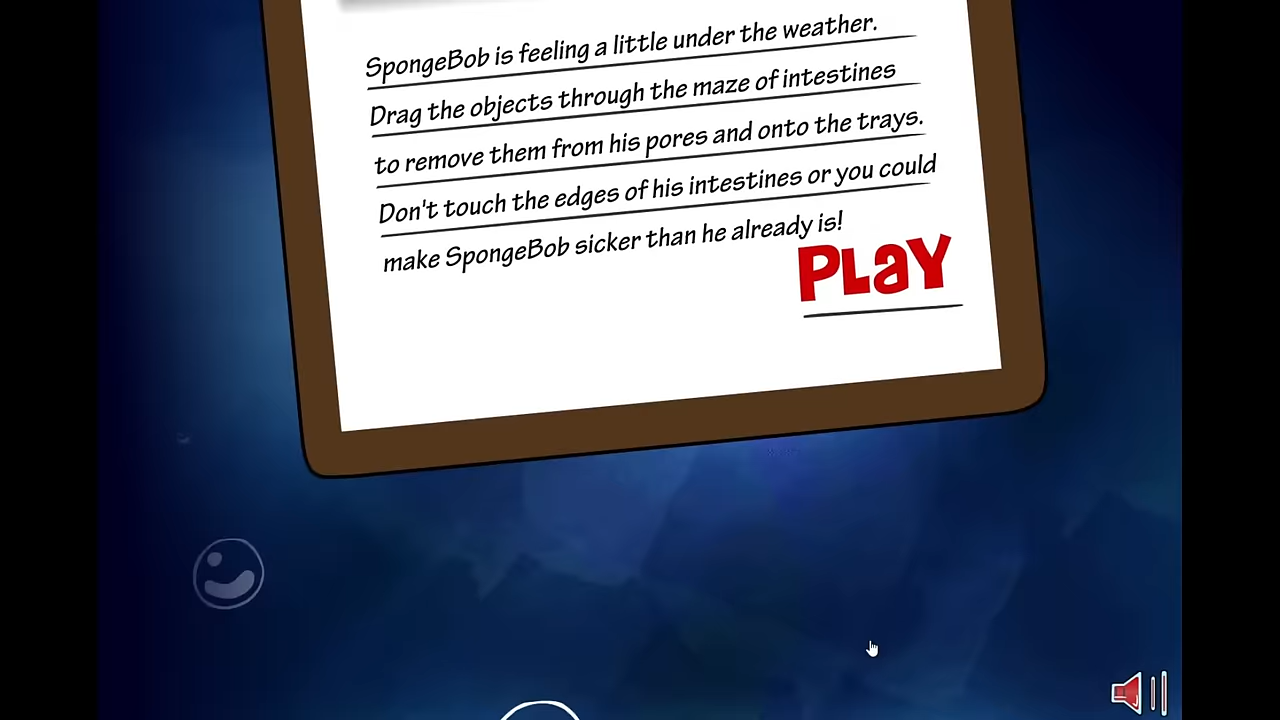 SpongeBob is feeling a little under the weather.
Drag the objects through the maze of intestines
to remove them from his pores and onto the trays.
Don't touch the edges of his intestines or you could
make SpongeBob sicker than he already is!
PLaY